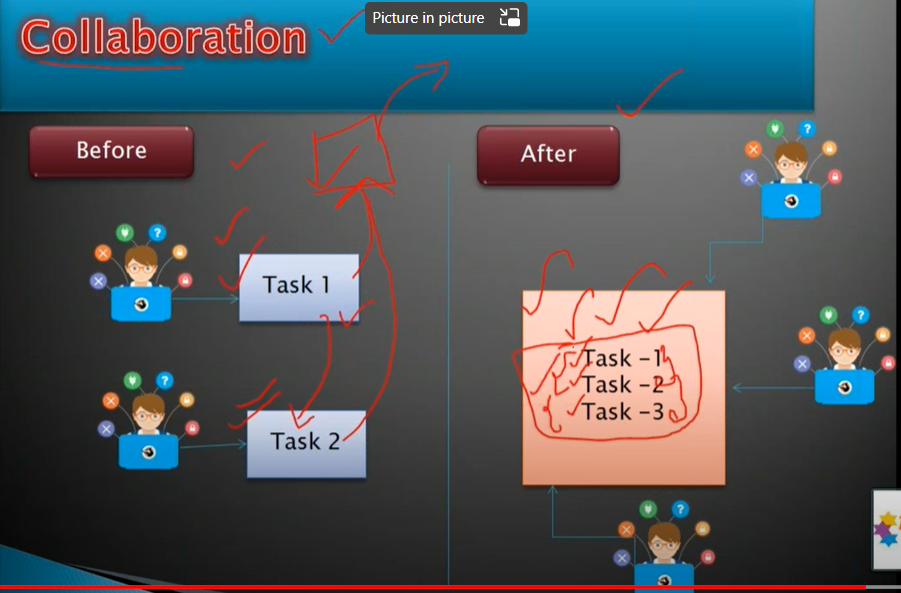 Picture in picture
Collaboration
Before
After
Task 1
Task 2
Task -1
Task -2
Task -3